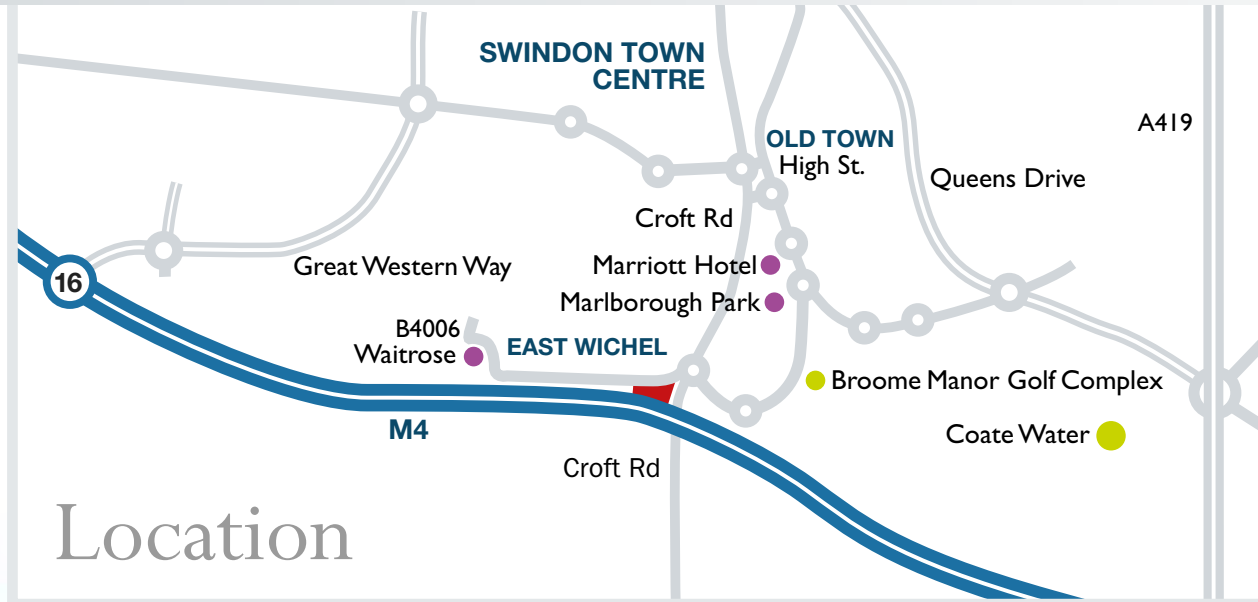 SWINDON TOWN
CENTRE
A419
OLD TOWN
High St.
Queens Drive
Croft Rd
Great Western Way
Marriott Hotel
16
Marlborough Park
B4006
Waitrose
EAST WICHEL
Broome Manor Golf Complex
M4
Coate Water
Croft Rd
Location